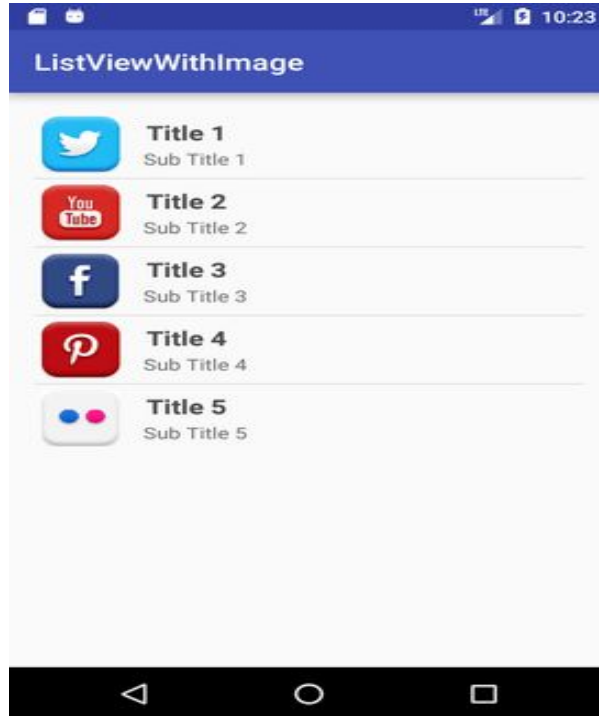 LTE 10:23
ListViewWithImage
Title 1
Sub Title 1
You
Tube
Title 2
Sub Title 2
f
Title 3
Sub Title 3
Title 4
Sub Title 4
Title 5
Sub Title 5